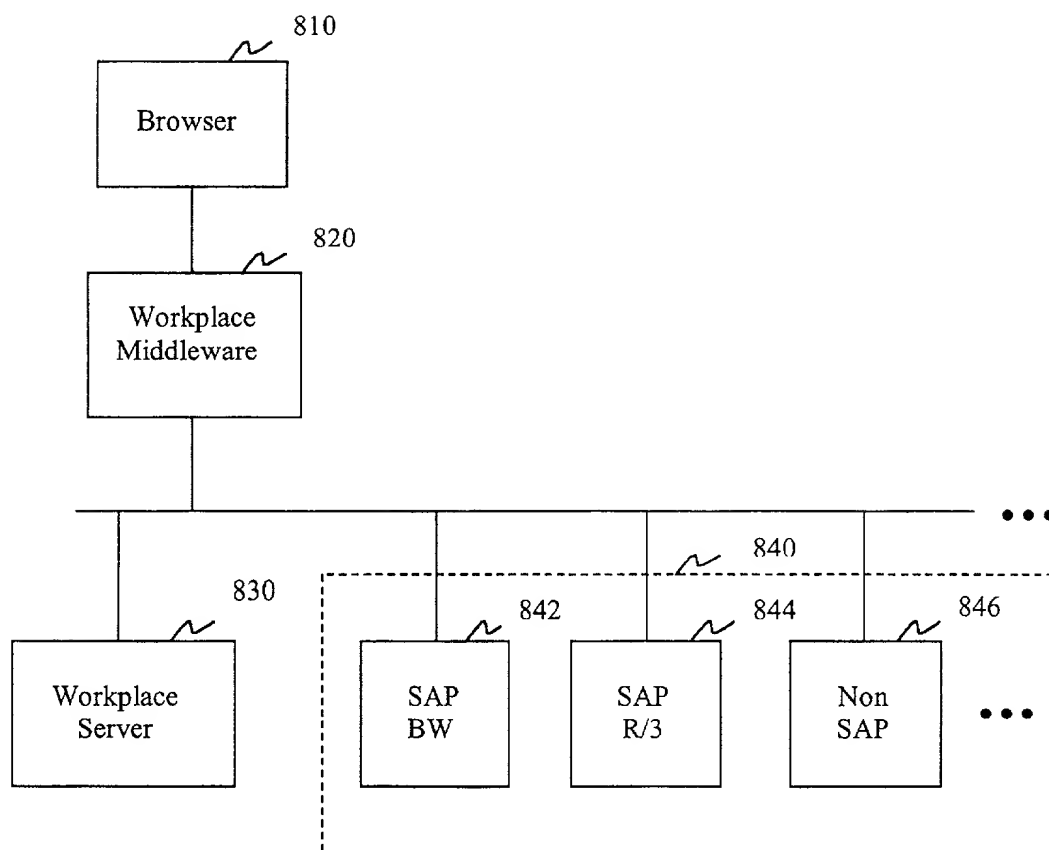 810
Browser
820
Workplace
Middleware
840
830
842
844
846
Workplace
Server
SAP
BW
SAP
R/3
Non
SAP